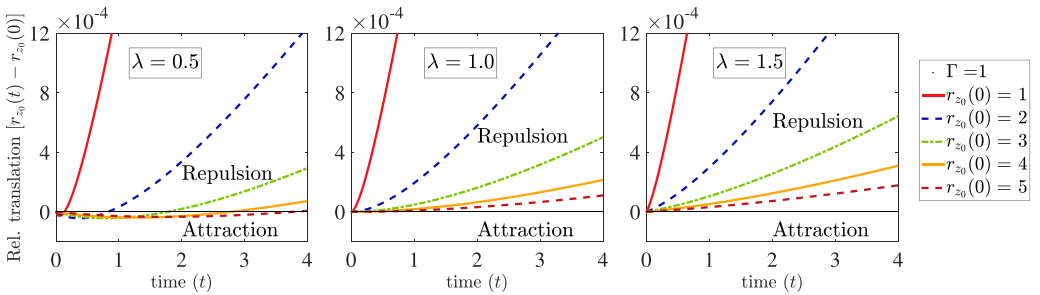 Rel. translation [r_{z_0}(t) − r_{z_0}(0)]
×10⁻⁴
12
8
4
0
λ = 0.5
Repulsion
Attraction
0 1 2 3 4
time (t)
×10⁻⁴
12
8
4
0
λ = 1.0
Repulsion
Attraction
0 1 2 3 4
time (t)
×10⁻⁴
12
8
4
0
λ = 1.5
Repulsion
Attraction
0 1 2 3 4
time (t)
Γ =1
r_{z_0}(0) = 1
r_{z_0}(0) = 2
r_{z_0}(0) = 3
r_{z_0}(0) = 4
r_{z_0}(0) = 5